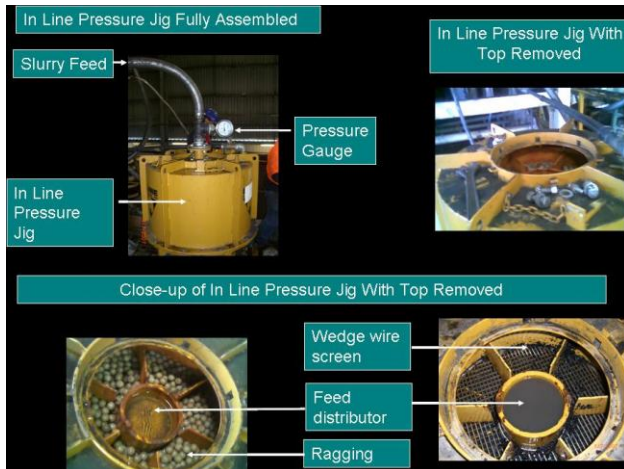 In Line Pressure Jig Fully Assembled
In Line Pressure Jig With
Top Removed
Slurry Feed
Pressure
Gauge
In Line
Pressure
Jig
Close-up of In Line Pressure Jig With Top Removed
Wedge wire
screen
Feed
distributor
Ragging